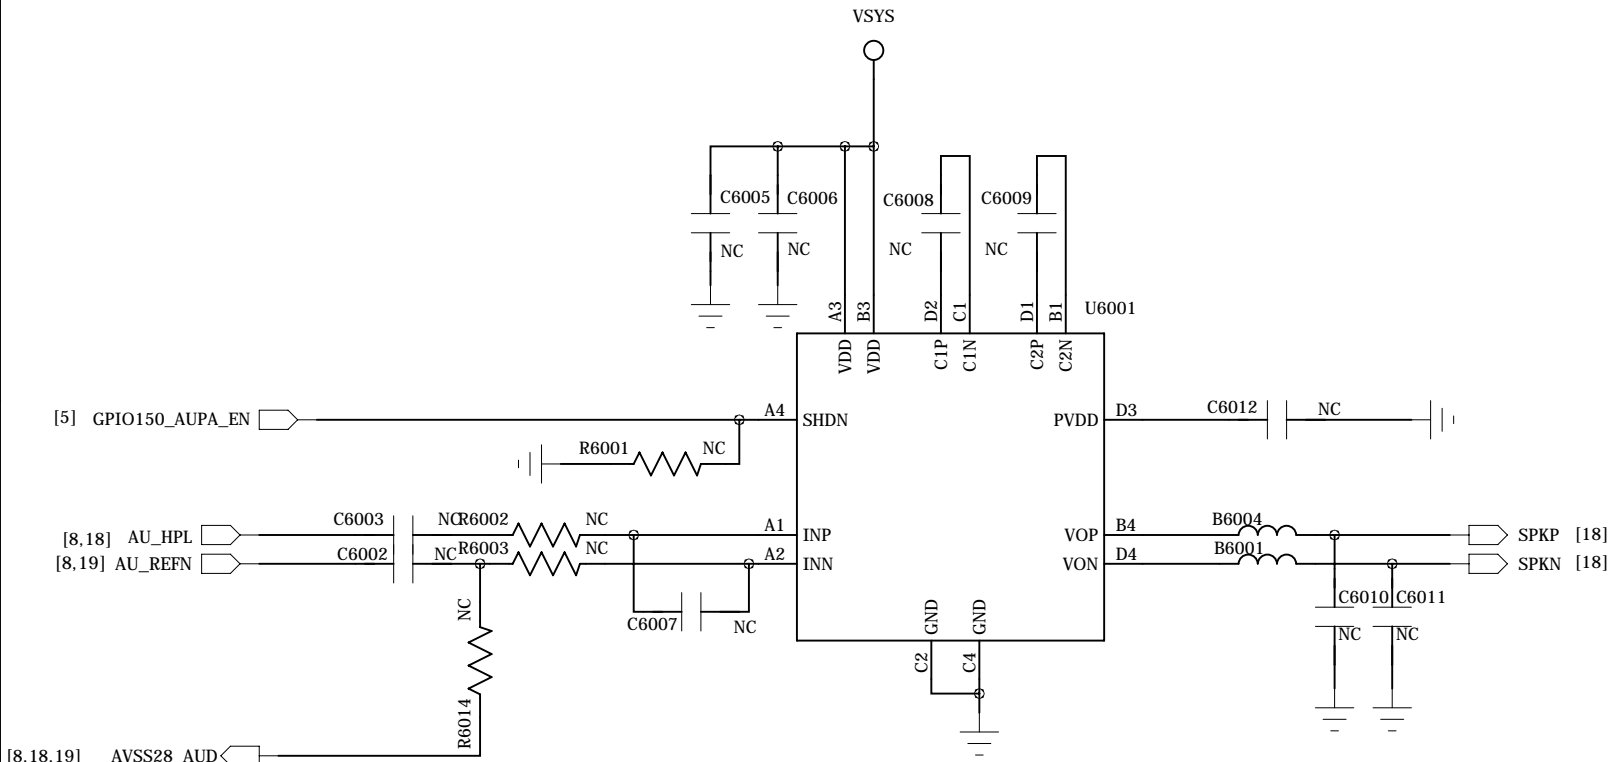 VSYS
C6005
C6006
C6008
C6009
NC
NC
NC
NC
A3
B3
D2
C1
D1
B1
U6001
VDD
VDD
C1P
C1N
C2P
C2N
[5] GPIO150_AUPA_EN
A4
SHDN
PVDD
D3
C6012
NC
R6001
NC
C6003
NC
R6002
NC
A1
INP
VOP
B4
B6004
SPKP [18]
[8,18] AU_HPL
[8,19] AU_REFN
C6002
NC
R6003
NC
A2
INN
VON
D4
B6001
SPKN [18]
NC
C6007
NC
GND
GND
C6010
C6011
NC
NC
C2
C4
R6014
[8,18,19] AVSS28_AUD